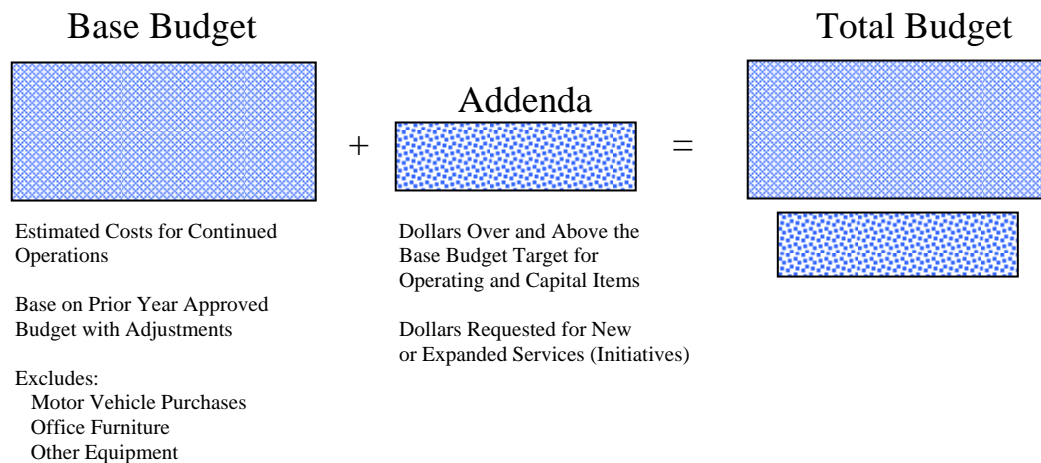 Base Budget
+
Addenda
=
Total Budget
Estimated Costs for Continued
Operations
Base on Prior Year Approved
Budget with Adjustments
Excludes:
Motor Vehicle Purchases
Office Furniture
Other Equipment
Dollars Over and Above the
Base Budget Target for
Operating and Capital Items
Dollars Requested for New
or Expanded Services (Initiatives)